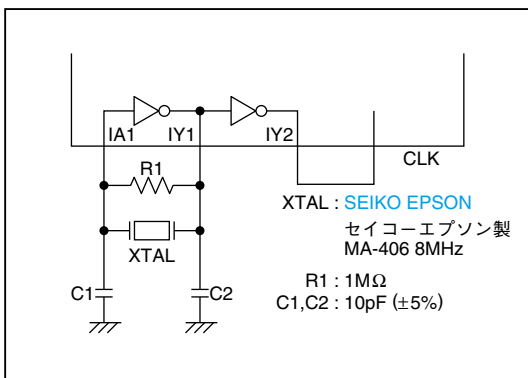 IA1
IY1
IY2
CLK
R1
XTAL
C1
C2
XTAL : SEIKO EPSON
セイコーエプソン製
MA-406 8MHz
R1 : 1MΩ
C1,C2 : 10pF (±5%)